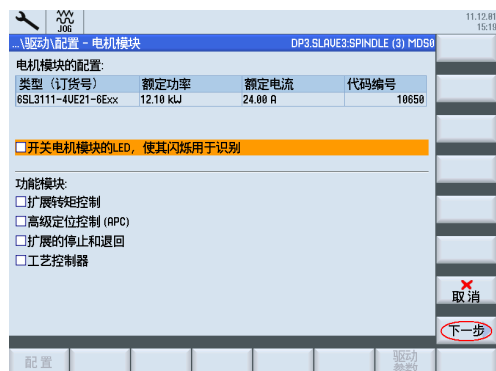 JOG
11.12.01
15:19
...\驱动\配置 - 电机模块
DP3.SLAVE3:SPINDLE (3) MDS0
电机模块的配置:
类型 (订货号) 额定功率 额定电流 代码编号
6SL3111-4VE21-6Exx 12.10 kW 24.00 A 10650
开关电机模块的LED, 使其闪烁用于识别
功能模块:
扩展转矩控制
高级定位控制 (APC)
扩展的停止和退回
工艺控制器
取消
下一步
配置
驱动
参数